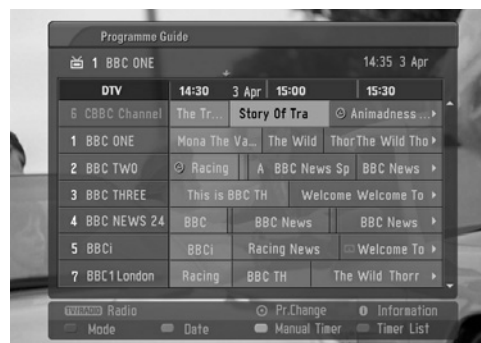 Programme Guide
1 BBC ONE 14:35 3 Apr
DTV 14:30 3 Apr 15:00 15:30
6 CBBC Channel The Tr... Story Of Tra Animadness ...
1 BBC ONE Mona The Va... The Wild ThorThe Wild Tho
2 BBC TWO Racing A BBC News Sp BBC News
3 BBC THREE This is BBC TH Welcome Welcome To
4 BBC NEWS 24 BBC BBC News BBC News
5 BBCi BBCi Racing News Welcome To
7 BBC1 London Racing BBC TH The Wild Thorr
TV/RADIO Radio Pr.Change Information
Mode Date Manual Timer Timer List